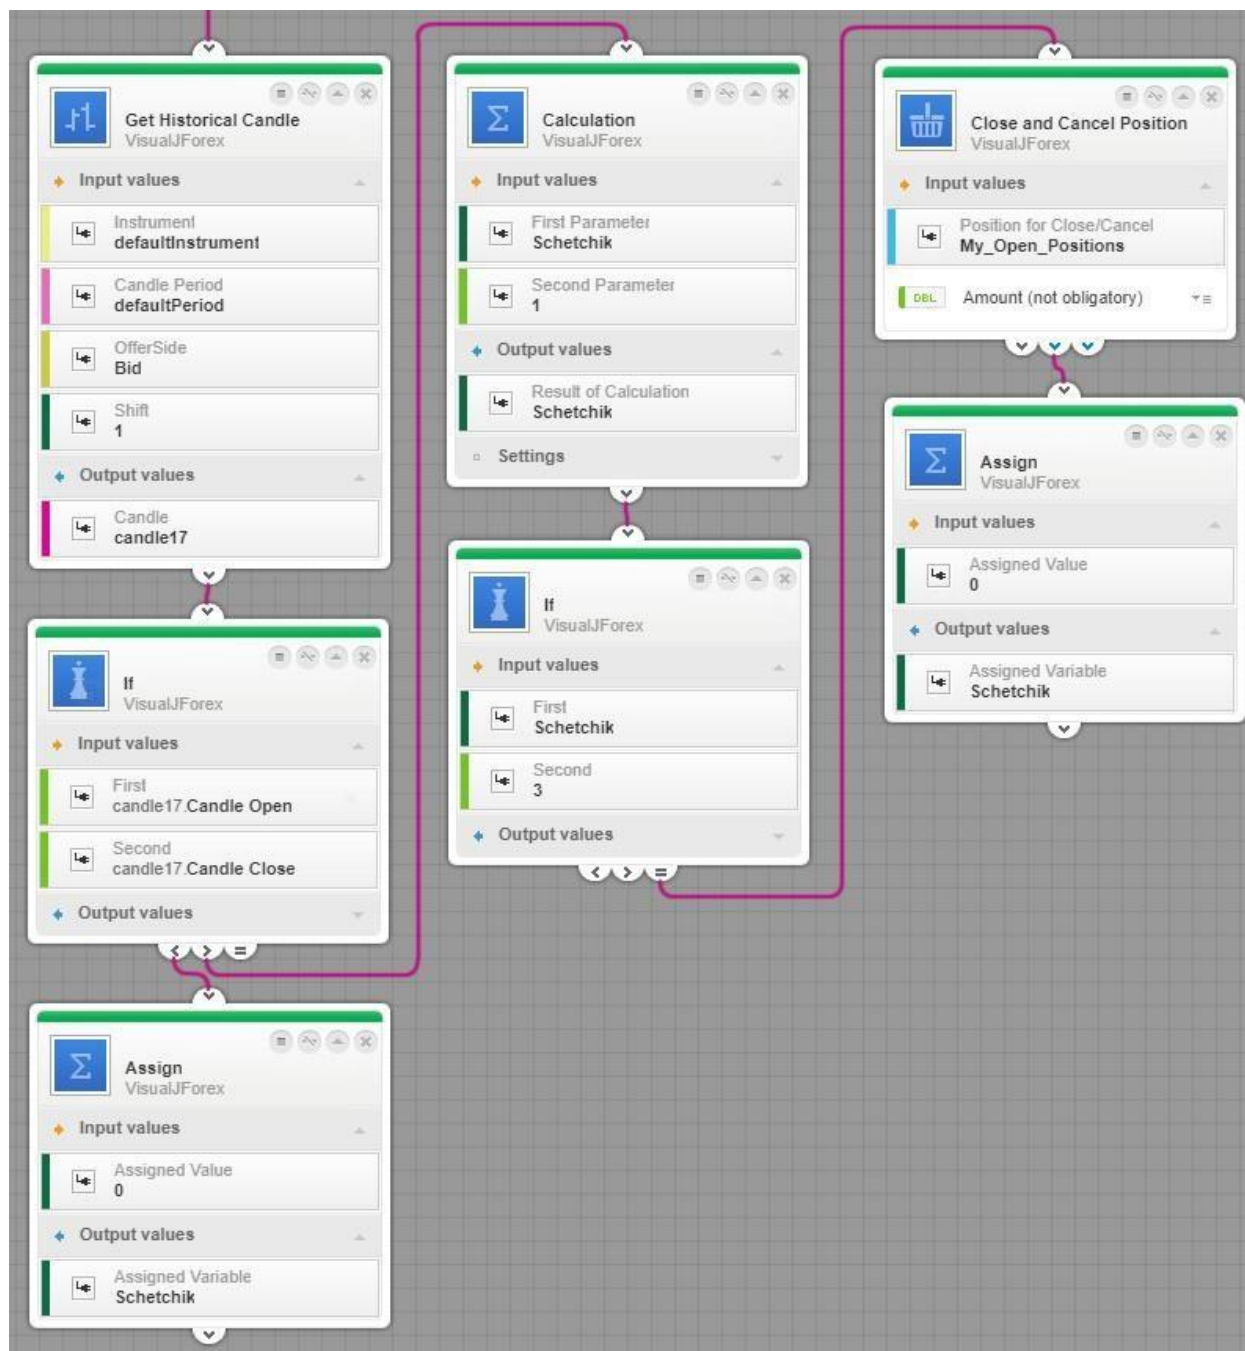 Get Historical Candle
VisualJForex
Input values
Instrument
defaultInstrument
Candle Period
defaultPeriod
OfferSide
Bid
Shift
1
Output values
Candle
candle17
If
VisualJForex
Input values
First
candle17.Candle Open
Second
candle17.Candle Close
Output values
< > =
Assign
VisualJForex
Input values
Assigned Value
0
Output values
Assigned Variable
Schetchik
Calculation
VisualJForex
Input values
First Parameter
Schetchik
Second Parameter
1
Output values
Result of Calculation
Schetchik
Settings
If
VisualJForex
Input values
First
Schetchik
Second
3
Output values
< > =
Close and Cancel Position
VisualJForex
Input values
Position for Close/Cancel
My_Open_Positions
DBL Amount (not obligatory)
Assign
VisualJForex
Input values
Assigned Value
0
Output values
Assigned Variable
Schetchik